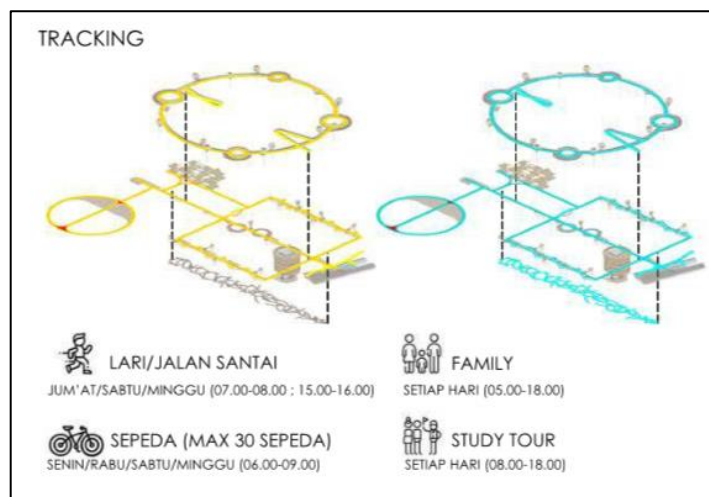 TRACKING
LARI/JALAN SANTAI
JUM'AT/SABTU/MINGGU (07.00-08.00 ; 15.00-16.00)
FAMILY
SETIAP HARI (05.00-18.00)
SEPEDA (MAX 30 SEPEDA)
SENIN/RABU/SABTU/MINGGU (06.00-09.00)
STUDY TOUR
SETIAP HARI (08.00-18.00)